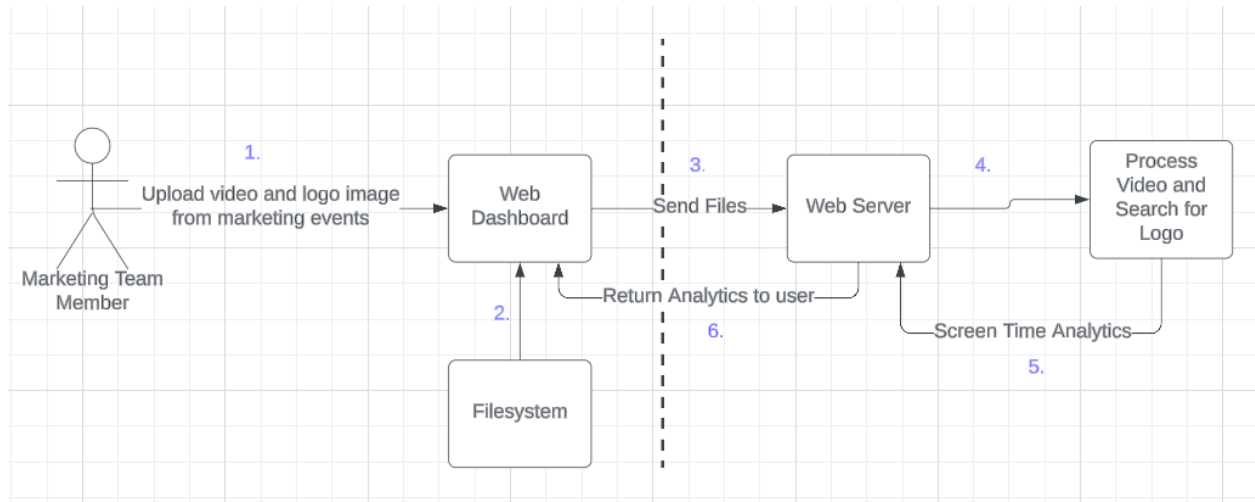 1.
Upload video and logo image
from marketing events
Marketing Team
Member
Web
Dashboard
2.
Filesystem
3.
Send Files
Web Server
4.
Process
Video and
Search for
Logo
Screen Time Analytics
5.
Return Analytics to user
6.